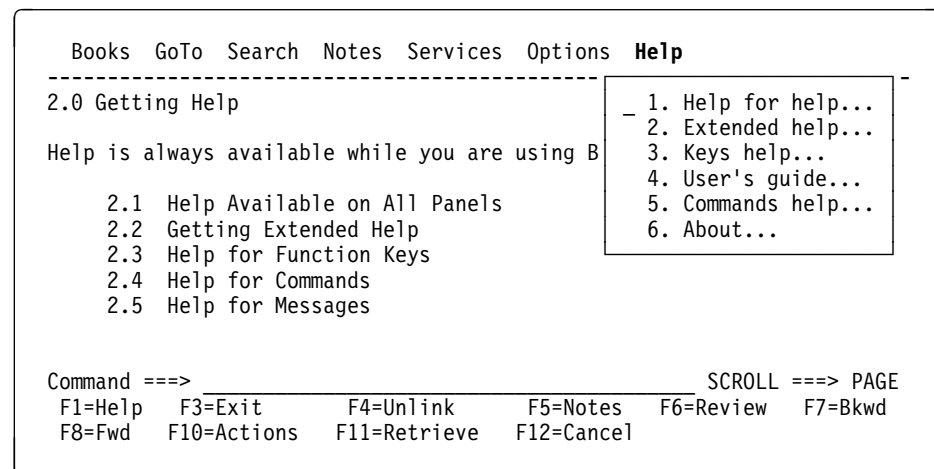 Books GoTo Search Notes Services Options Help
2.0 Getting Help
_ 1. Help for help...
2. Extended help...
Help is always available while you are using B
3. Keys help...
4. User's guide...
2.1 Help Available on All Panels
5. Commands help...
2.2 Getting Extended Help
6. About...
2.3 Help for Function Keys
2.4 Help for Commands
2.5 Help for Messages
Command ===> SCROLL ===> PAGE
F1=Help F3=Exit F4=Unlink F5=Notes F6=Review F7=Bkwd
F8=Fwd F10=Actions F11=Retrieve F12=Cancel